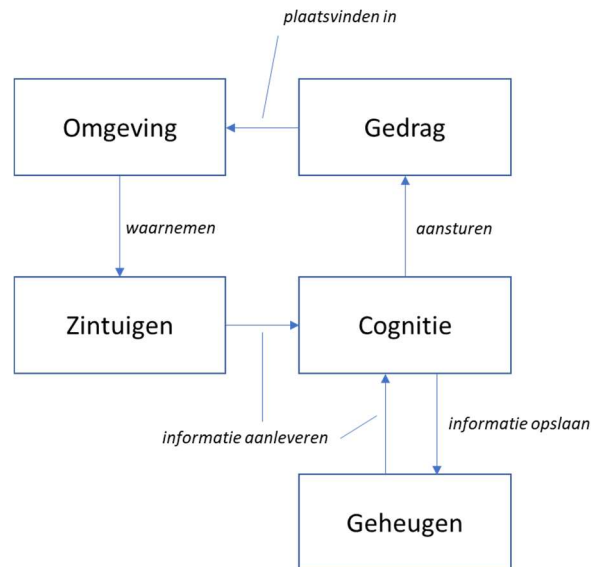 plaatsvinden in
Omgeving
Gedrag
waarnemen
aansturen
Zintuigen
Cognitie
informatie aanleveren
informatie opslaan
Geheugen